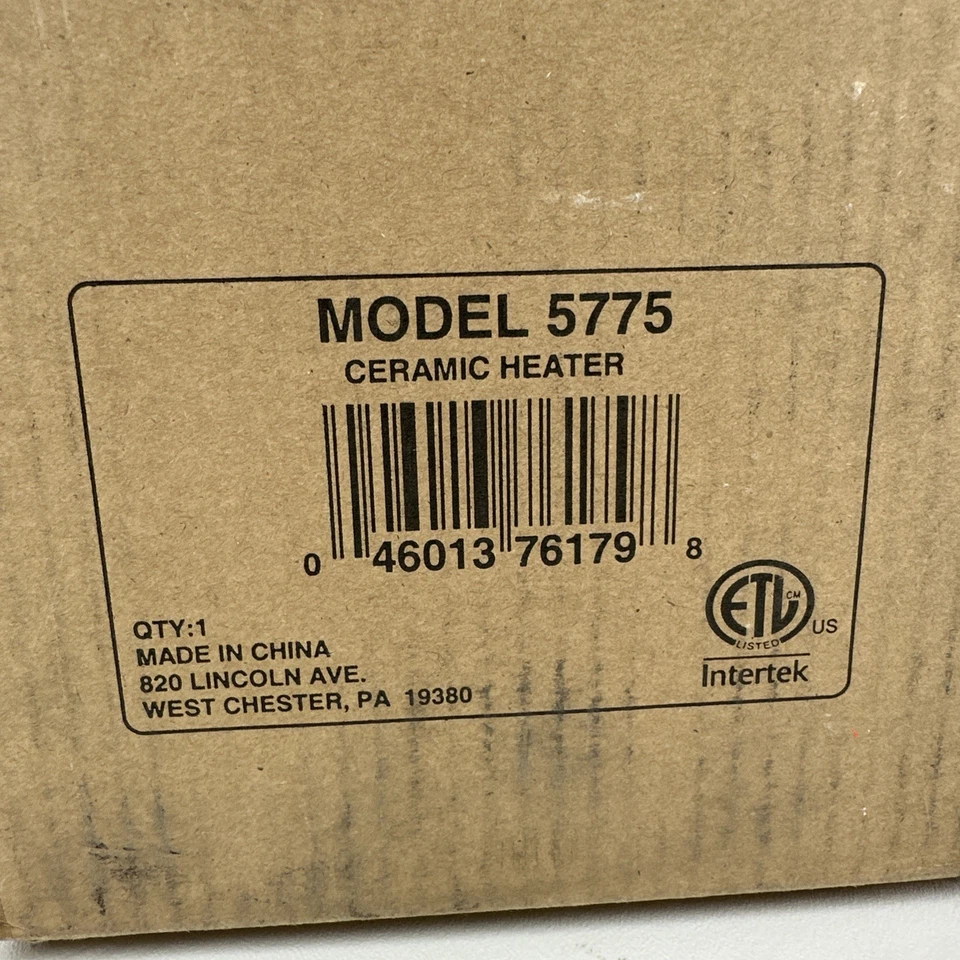 MODEL 5775
CERAMIC HEATER
0 46013 76179 8
QTY:1
MADE IN CHINA
820 LINCOLN AVE.
WEST CHESTER, PA 19380
ETL CM
LISTED US
Intertek